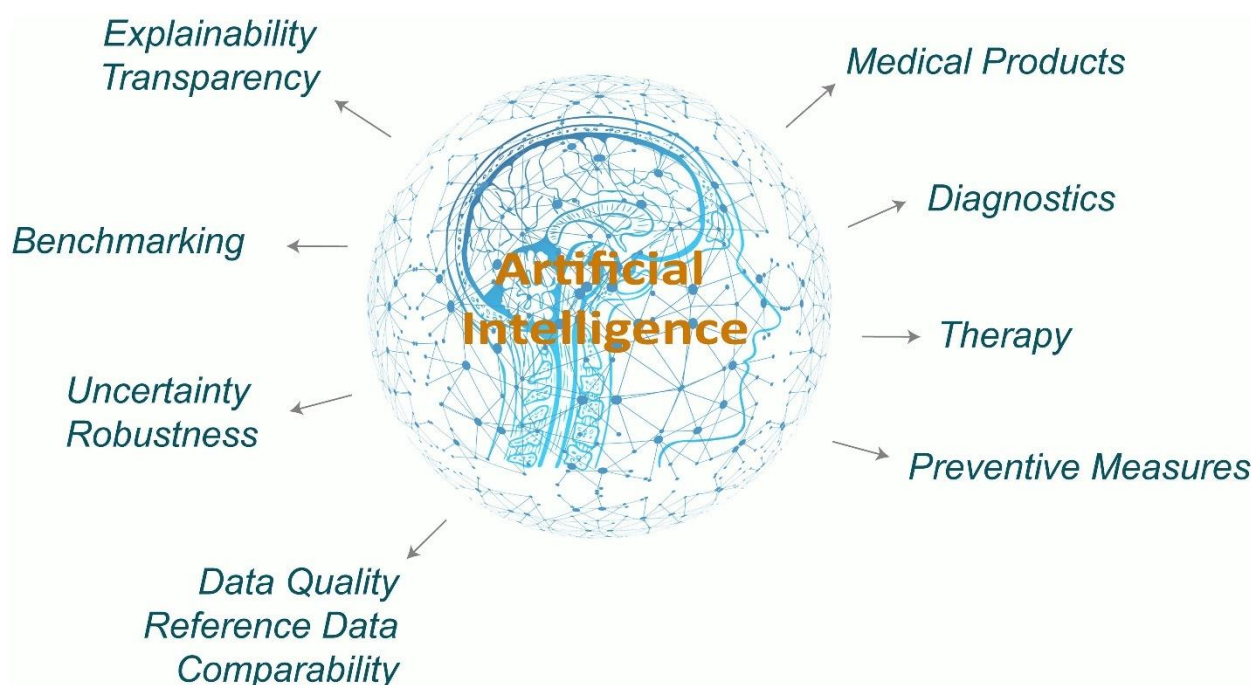 Explainability
Transparency
Benchmarking
Uncertainty
Robustness
Data Quality
Reference Data
Comparability
Artificial
Intelligence
Medical Products
Diagnostics
Therapy
Preventive Measures